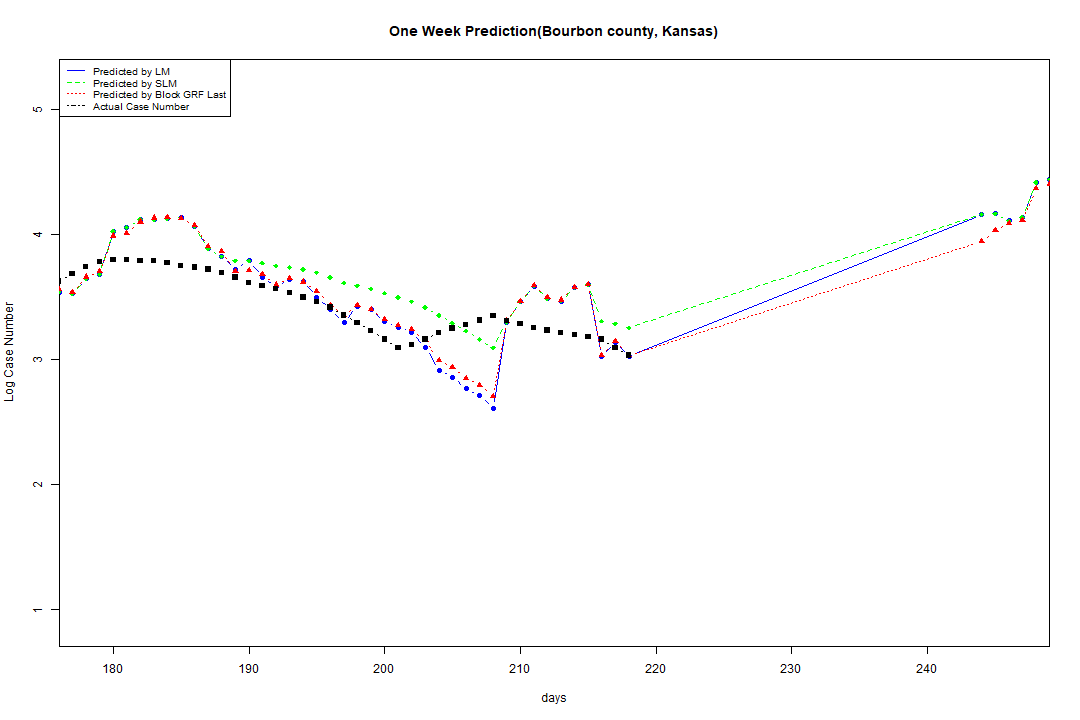 One Week Prediction(Bourbon county, Kansas)
Predicted by LM
Predicted by SLM
Predicted by Block GRF Last
Actual Case Number
5
4
3
2
1
Log Case Number
180 190 200 210 220 230 240
days